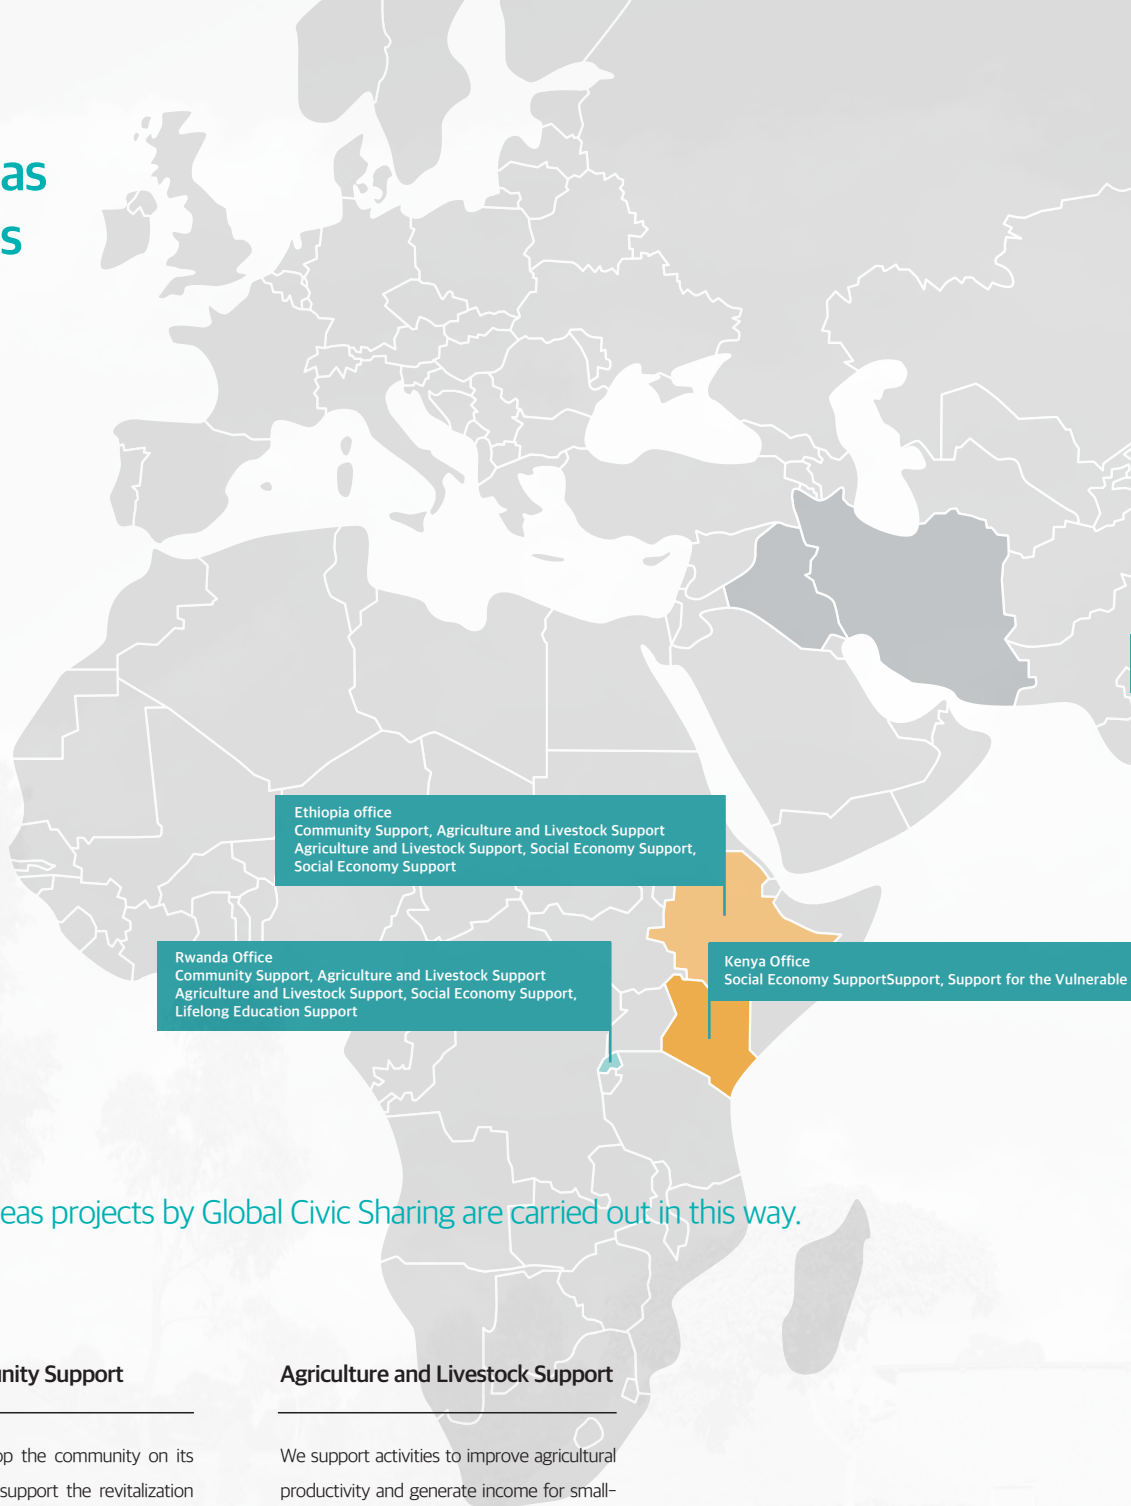 as
s
Ethiopia office
Community Support, Agriculture and Livestock Support
Agriculture and Livestock Support, Social Economy Support,
Social Economy Support
Rwanda Office
Community Support, Agriculture and Livestock Support
Agriculture and Livestock Support, Social Economy Support,
Lifelong Education Support
Kenya Office
Social Economy SupportSupport, Support for the Vulnerable
eas projects by Global Civic Sharing are carried out in this way.
nity Support
op the community on its
support the revitalization
Agriculture and Livestock Support
We support activities to improve agricultural
productivity and generate income for small-